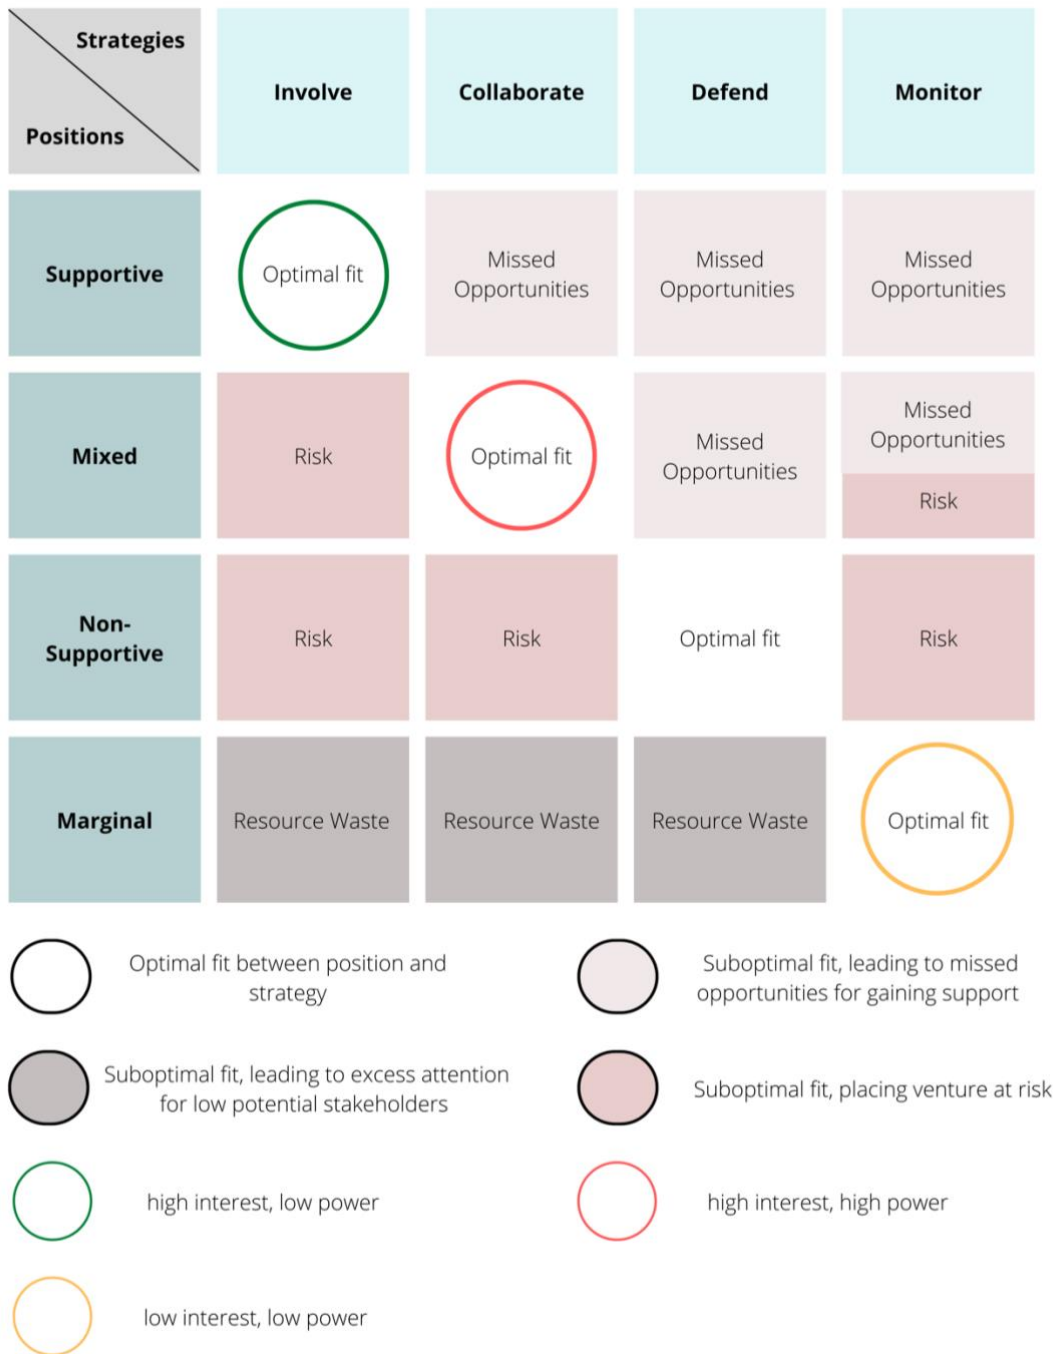 Strategies
Positions
Involve
Collaborate
Defend
Monitor
Supportive
Optimal fit
Missed
Opportunities
Missed
Opportunities
Missed
Opportunities
Mixed
Risk
Optimal fit
Missed
Opportunities
Missed
Opportunities
Risk
Non-
Supportive
Risk
Risk
Optimal fit
Risk
Marginal
Resource Waste
Resource Waste
Resource Waste
Optimal fit
Optimal fit between position and
strategy
Suboptimal fit, leading to missed
opportunities for gaining support
Suboptimal fit, leading to excess attention
for low potential stakeholders
Suboptimal fit, placing venture at risk
high interest, low power
high interest, high power
low interest, low power